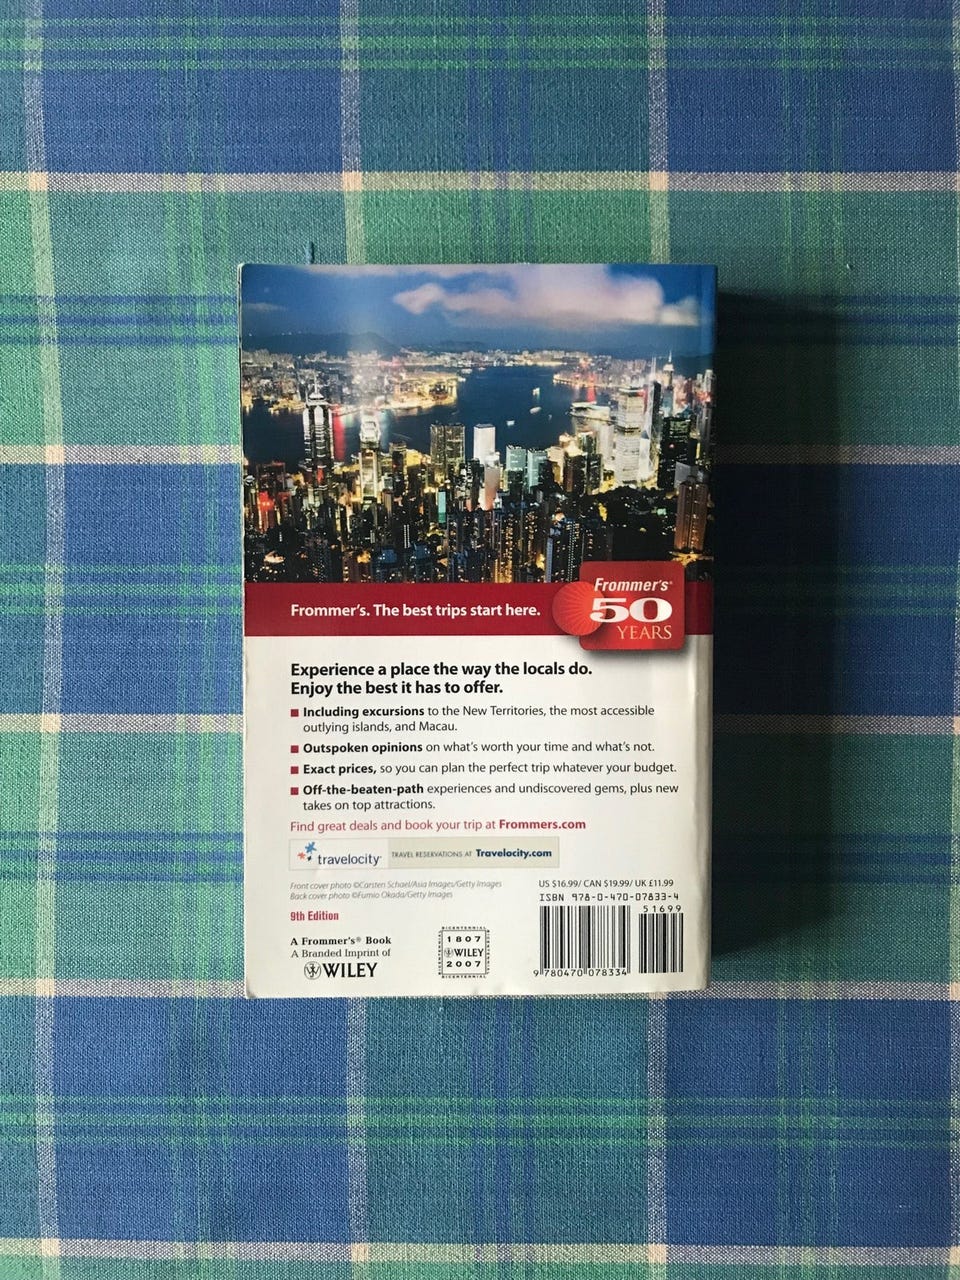 Frommer's®
50
YEARS
Frommer's. The best trips start here.
Experience a place the way the locals do.
Enjoy the best it has to offer.
Including excursions to the New Territories, the most accessible
outlying islands, and Macau.
Outspoken opinions on what's worth your time and what's not.
Exact prices, so you can plan the perfect trip whatever your budget.
Off-the-beaten-path experiences and undiscovered gems, plus new
takes on top attractions.
Find great deals and book your trip at Frommers.com
travelocity
TRAVEL RESERVATIONS AT Travelocity.com
Front cover photo ©Carsten Schael/Asia Images/Getty Images
Back cover photo ©Fumio Okada/Getty Images
9th Edition
A Frommer's® Book
A Branded Imprint of
WILEY
BICENTENNIAL
1807
WILEY
2007
BICENTENNIAL
US $16.99/ CAN $19.99/ UK £11.99
ISBN 978-0-470-07833-4
51699
9 780470 078334